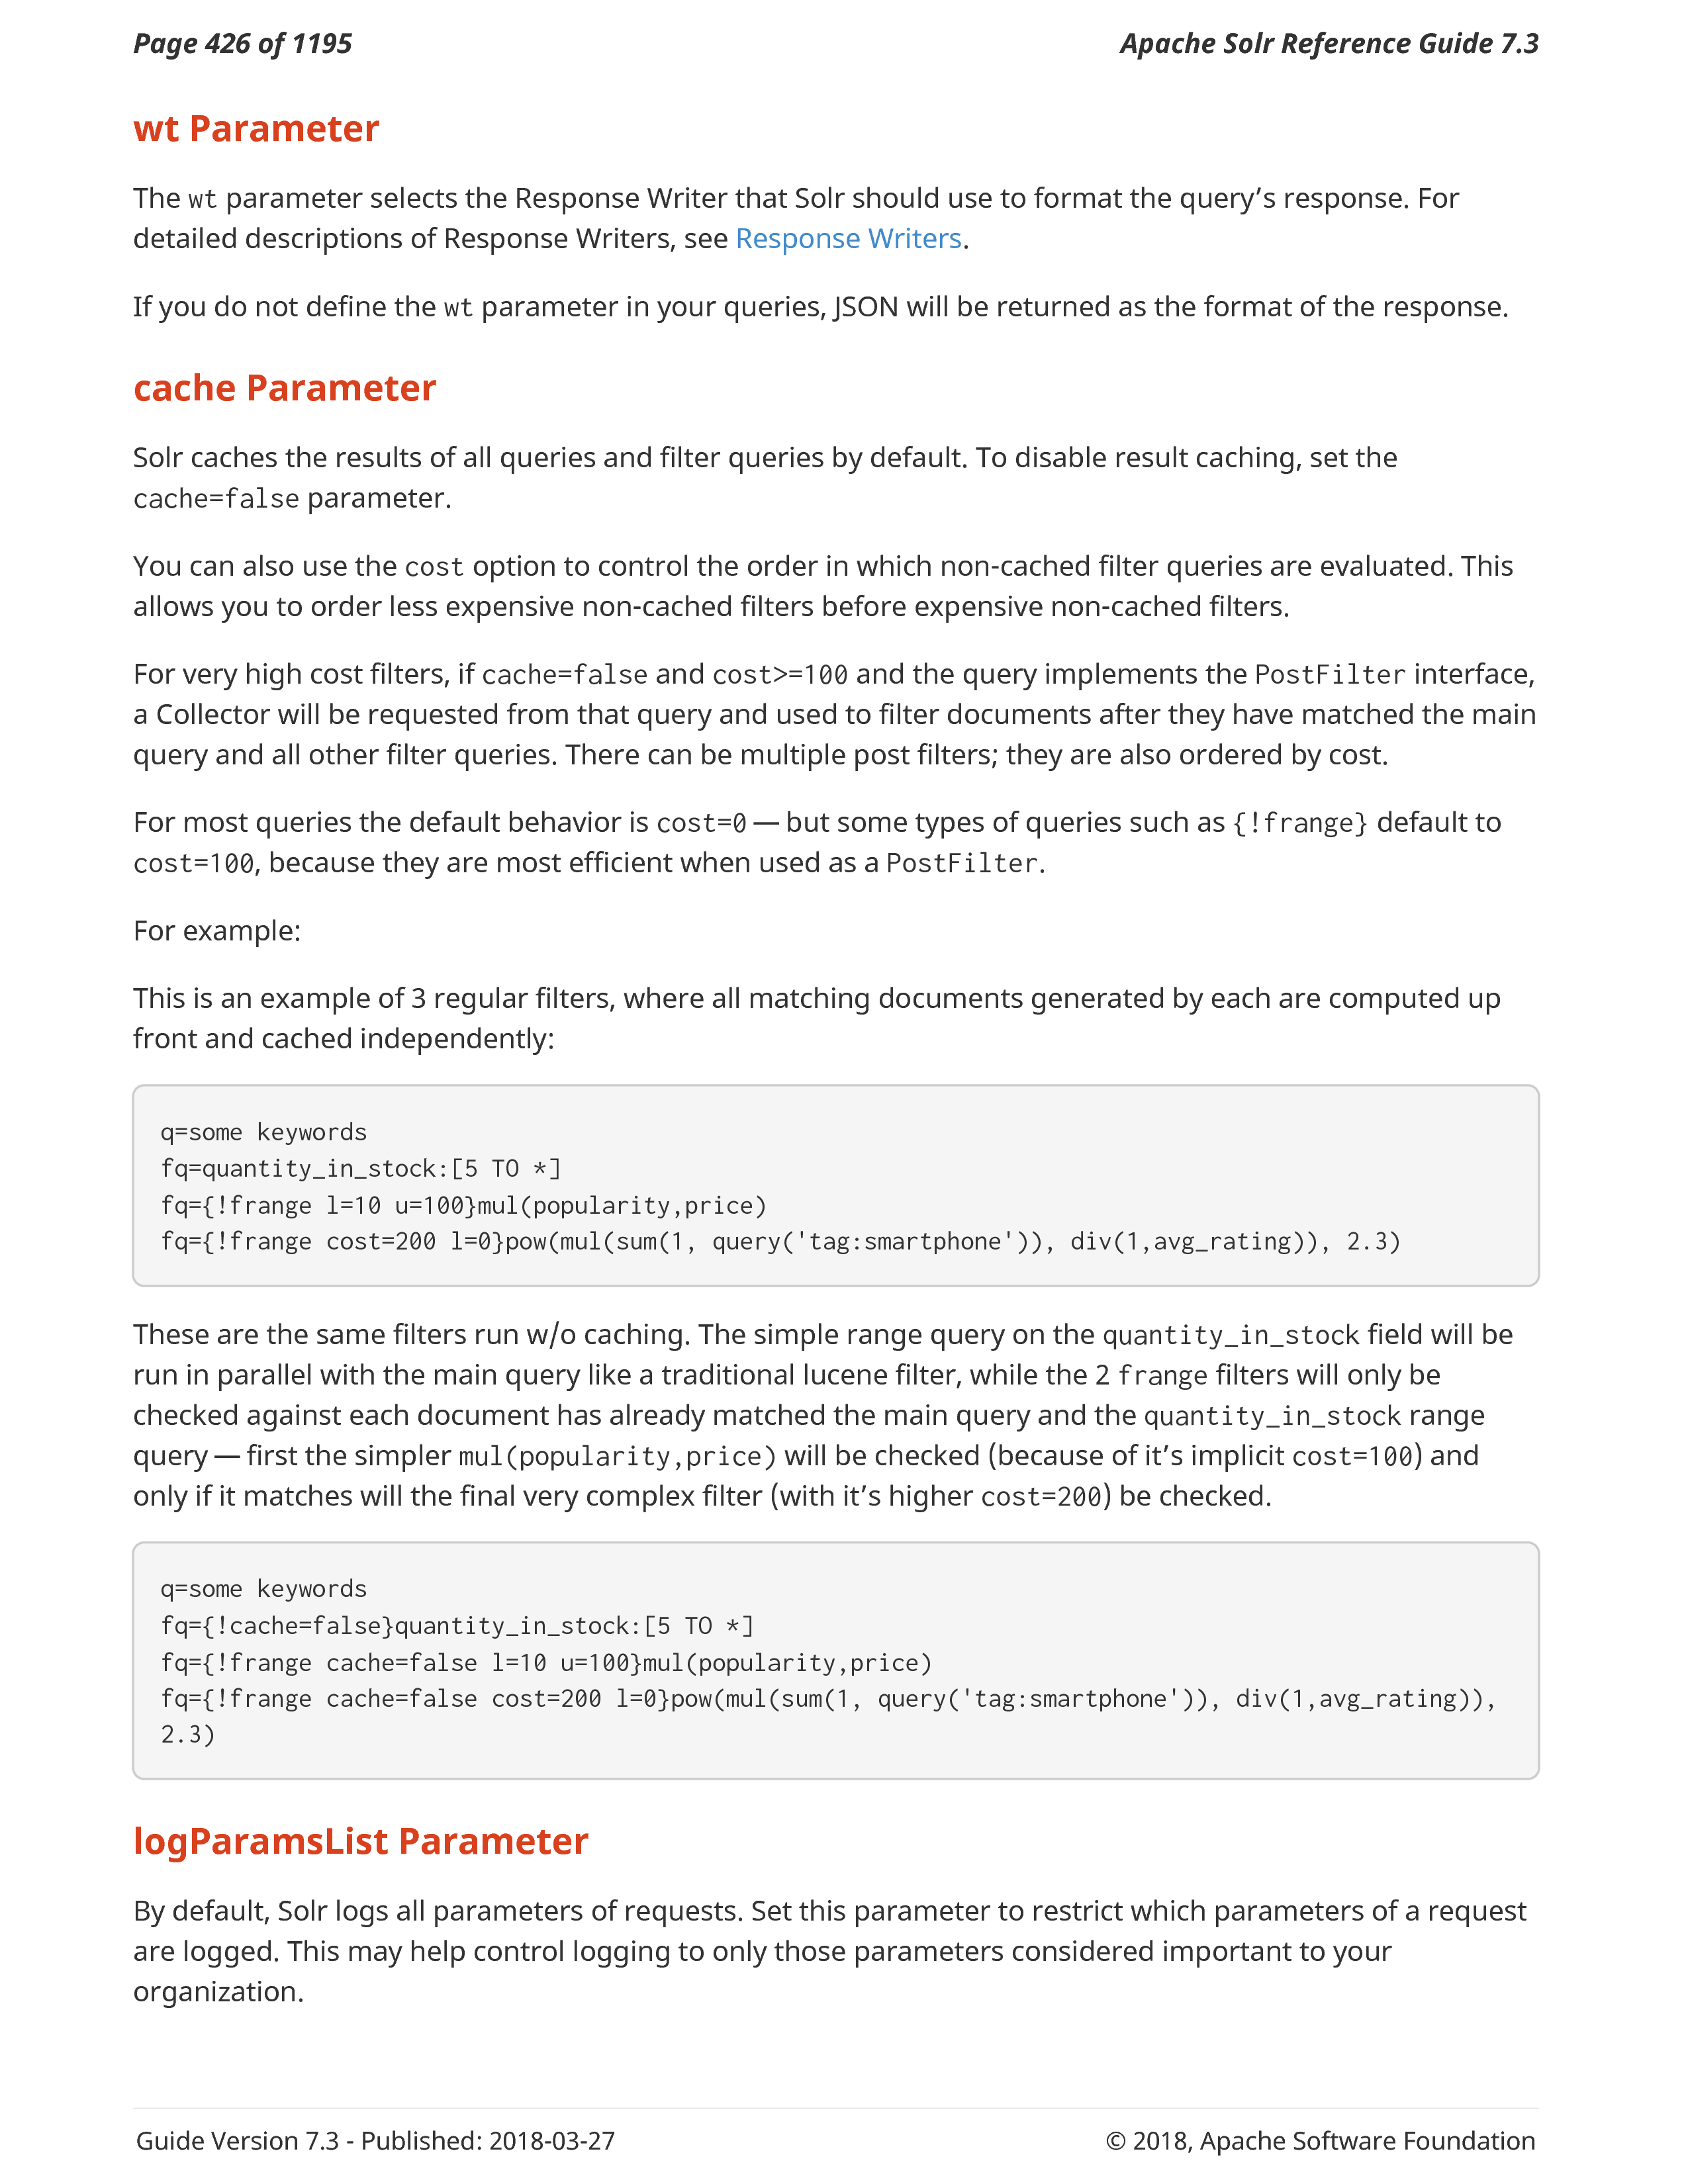 Page 426 of 1195
Apache Solr Reference Guide 7.3
wt Parameter
The wt parameter selects the Response Writer that Solr should use to format the query’s response. For
detailed descriptions of Response Writers, see Response Writers.
If you do not define the wt parameter in your queries, JSON will be returned as the format of the response.
cache Parameter
Solr caches the results of all queries and filter queries by default. To disable result caching, set the
cache=false parameter.
You can also use the cost option to control the order in which non-cached filter queries are evaluated. This
allows you to order less expensive non-cached filters before expensive non-cached filters.
For very high cost filters, if cache=false and cost>=100 and the query implements the PostFilter interface,
a Collector will be requested from that query and used to filter documents after they have matched the main
query and all other filter queries. There can be multiple post filters; they are also ordered by cost.
For most queries the default behavior is cost=0 — but some types of queries such as {!frange} default to
cost=100, because they are most efficient when used as a PostFilter.
For example:
This is an example of 3 regular filters, where all matching documents generated by each are computed up
front and cached independently:
q=some keywords
fq=quantity_in_stock:[5 TO *]
fq={!frange l=10 u=100}mul(popularity,price)
fq={!frange cost=200 l=0}pow(mul(sum(1, query('tag:smartphone')), div(1,avg_rating)), 2.3)
These are the same filters run w/o caching. The simple range query on the quantity_in_stock field will be
run in parallel with the main query like a traditional lucene filter, while the 2 frange filters will only be
checked against each document has already matched the main query and the quantity_in_stock range
query — first the simpler mul(popularity,price) will be checked (because of it’s implicit cost=100) and
only if it matches will the final very complex filter (with it’s higher cost=200) be checked.
q=some keywords
fq={!cache=false}quantity_in_stock:[5 TO *]
fq={!frange cache=false l=10 u=100}mul(popularity,price)
fq={!frange cache=false cost=200 l=0}pow(mul(sum(1, query('tag:smartphone')), div(1,avg_rating)),
2.3)
logParamsList Parameter
By default, Solr logs all parameters of requests. Set this parameter to restrict which parameters of a request
are logged. This may help control logging to only those parameters considered important to your
organization.
Guide Version 7.3 - Published: 2018-03-27
© 2018, Apache Software Foundation